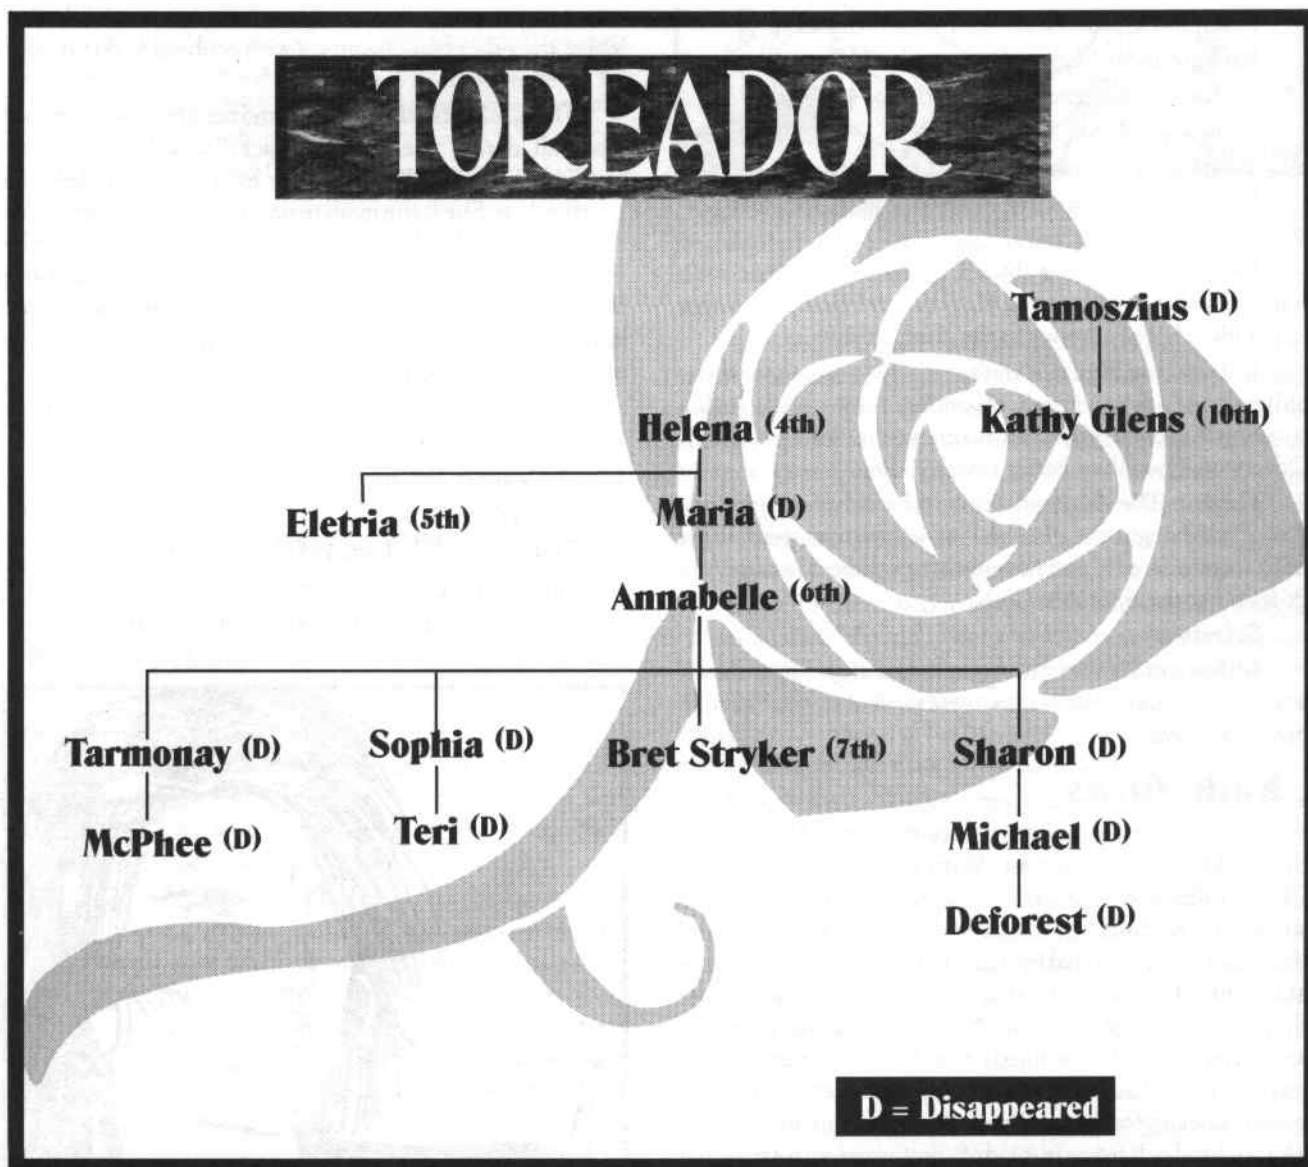 TOREADOR
Tamoszius (D)
Kathy Glens (10th)
Helena (4th)
Eletria (5th)
Maria (D)
Annabelle (6th)
Tarmonay (D)
Sophia (D)
Bret Stryker (7th)
Sharon (D)
McPhee (D)
Teri (D)
Michael (D)
Deforest (D)
D = Disappeared